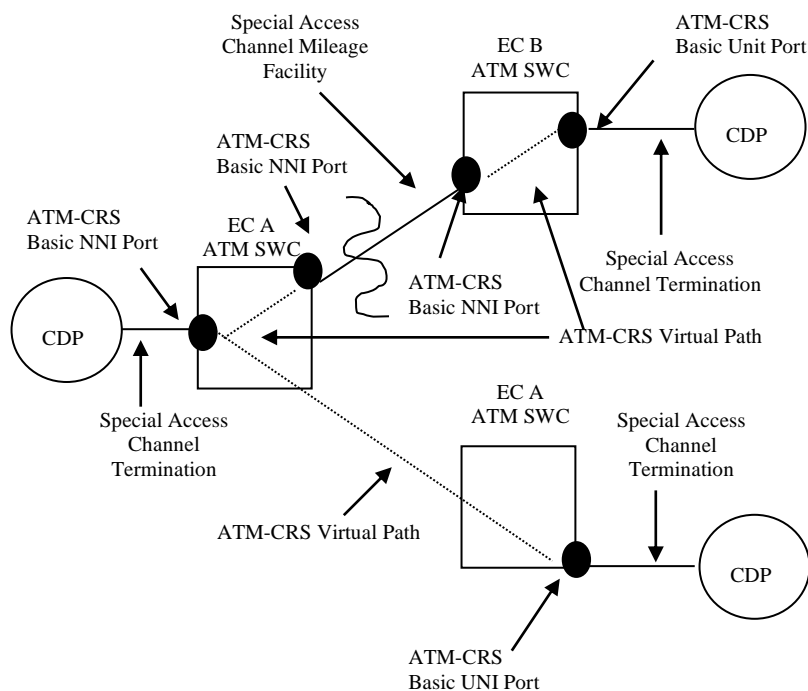 Special Access
Channel Mileage
Facility
EC B
ATM SWC
ATM-CRS
Basic Unit Port
CDP
ATM-CRS
Basic NNI Port
ATM-CRS
Basic NNI Port
EC A
ATM SWC
ATM-CRS
Basic NNI Port
Special Access
Channel Termination
CDP
ATM-CRS Virtual Path
Special Access
Channel
Termination
EC A
ATM SWC
Special Access
Channel
Termination
ATM-CRS Virtual Path
CDP
ATM-CRS
Basic UNI Port